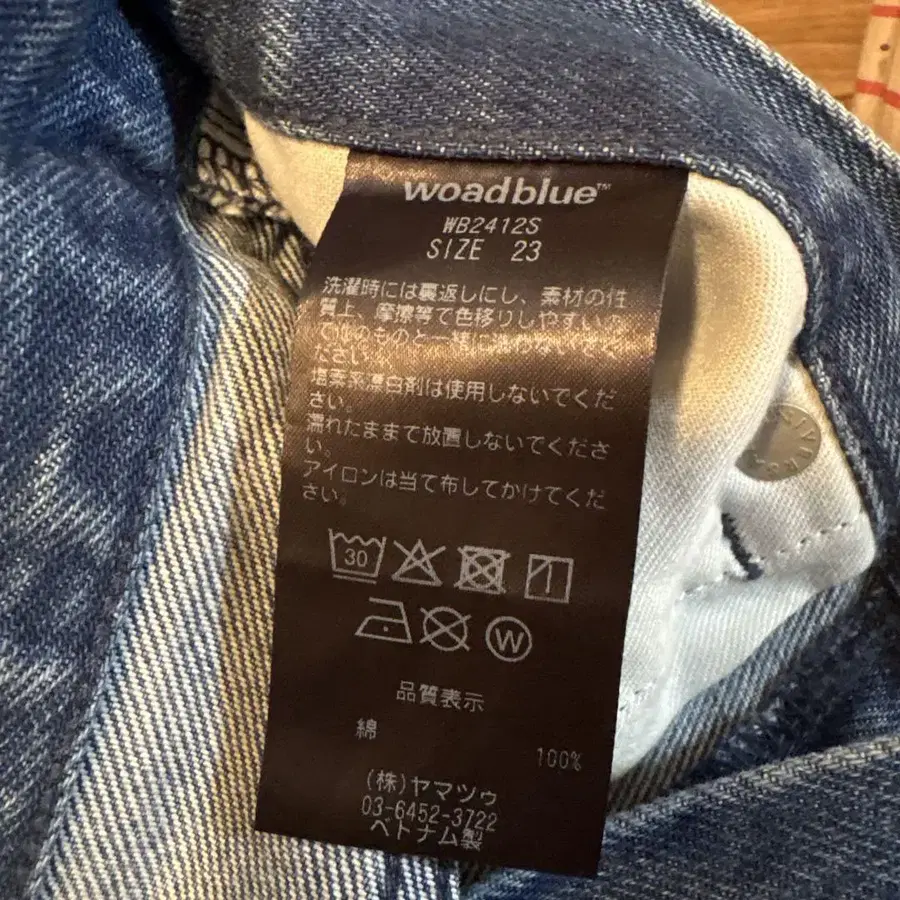 woadblue™
WB2412S
SIZE 23
洗濯時には裏返しにし、素材の性
質上、摩擦等で色移りしやすいの
で他のものと一緒に洗わないでく
ださい。
塩素系漂白剤は使用しないでくだ
さい。
濡れたままで放置しないでくださ
い。
アイロンは当て布してかけてくだ
さい。
30
W
品質表示
綿 100%
(株)ヤマツゥ
03-6452-3722
ベトナム製